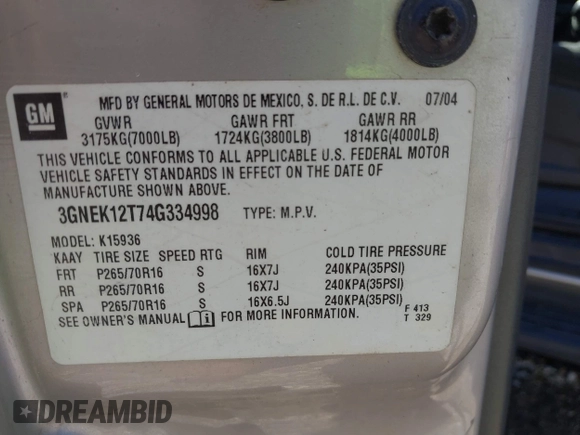 GM
MFD BY GENERAL MOTORS DE MEXICO, S. DE R.L. DE C.V. 07/04
GVWR GAWR FRT GAWR RR
3175KG(7000LB) 1724KG(3800LB) 1814KG(4000LB)
THIS VEHICLE CONFORMS TO ALL APPLICABLE U.S. FEDERAL MOTOR
VEHICLE SAFETY STANDARDS IN EFFECT ON THE DATE OF
MANUFACTURE SHOWN ABOVE.
3GNEK12T74G334998 TYPE: M.P.V.
MODEL: K15936
KAAY TIRE SIZE SPEED RTG RIM COLD TIRE PRESSURE
FRT P265/70R16 S 16X7J 240KPA(35PSI)
RR P265/70R16 S 16X7J 240KPA(35PSI)
SPA P265/70R16 S 16X6.5J 240KPA(35PSI)
SEE OWNER'S MANUAL FOR MORE INFORMATION.
F 413
T 329
DREAMBID